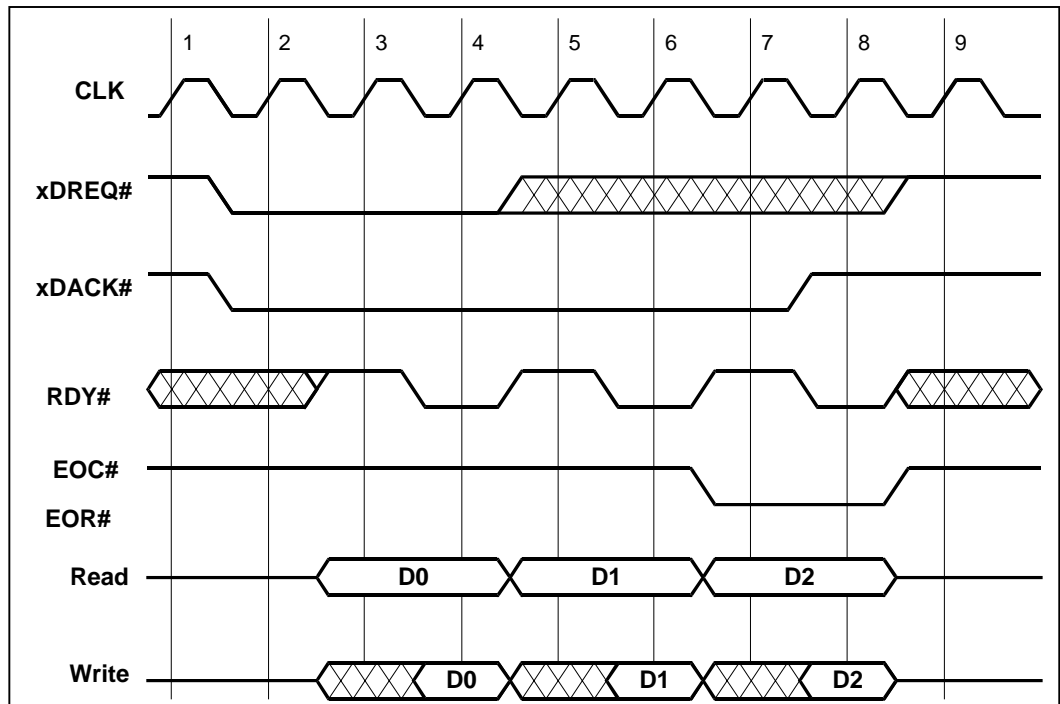 1 2 3 4 5 6 7 8 9
CLK
xDREQ#
xDACK#
RDY#
EOC#
EOR#
Read D0 D1 D2
Write D0 D1 D2